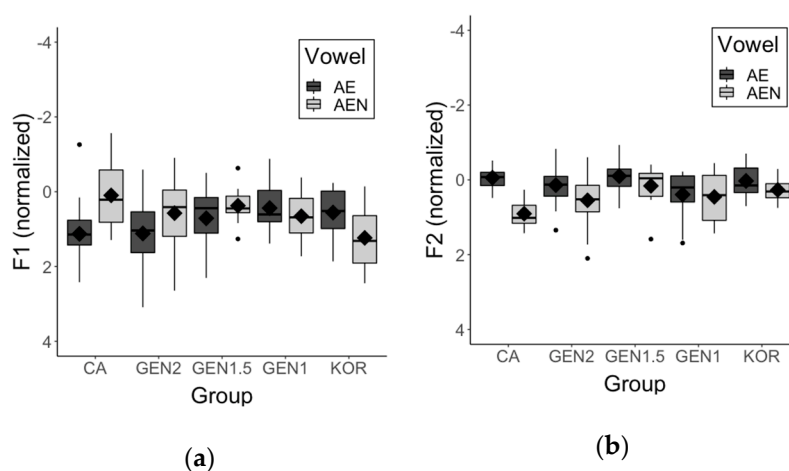 -4
-2
0
2
4
F1 (normalized)
Vowel
AE
AEN
CA GEN2 GEN1.5 GEN1 KOR
Group
(a)
-4
-2
0
2
4
F2 (normalized)
Vowel
AE
AEN
CA GEN2 GEN1.5 GEN1 KOR
Group
(b)